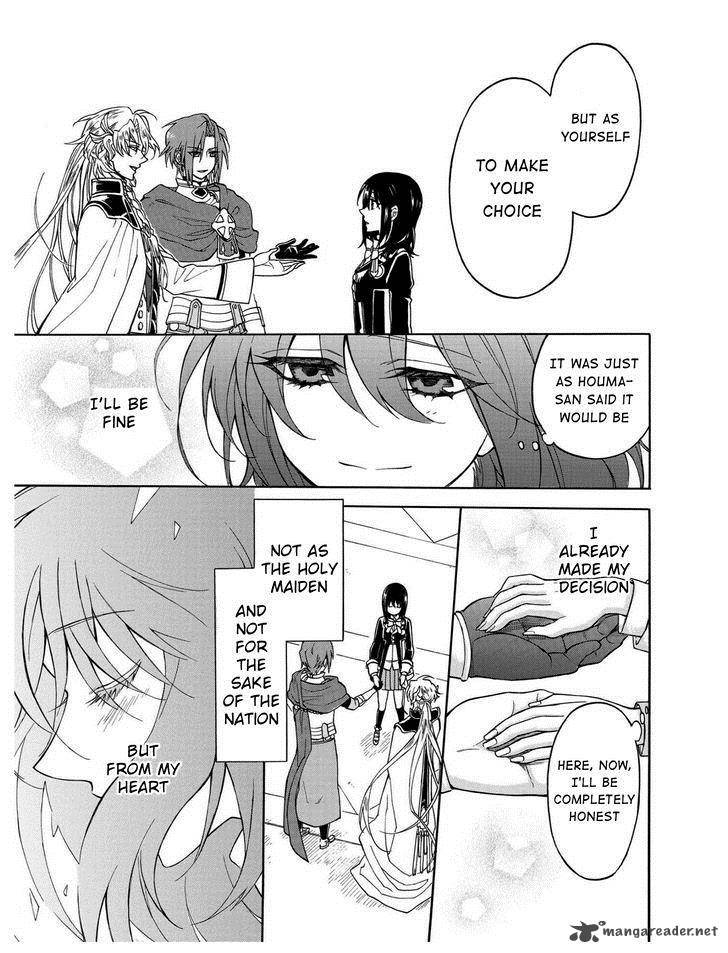 BUT AS
YOURSELF
TO MAKE
YOUR
CHOICE
IT WAS JUST
AS HOUMA-
SAN SAID IT
WOULD BE
I'LL BE
FINE
I
ALREADY
MADE MY
DECISION
HERE, NOW,
I'LL BE
COMPLETELY
HONEST
NOT AS
THE HOLY
MAIDEN
AND
NOT
FOR THE
SAKE
OF THE
NATION
BUT
FROM MY
HEART
mangareader.net